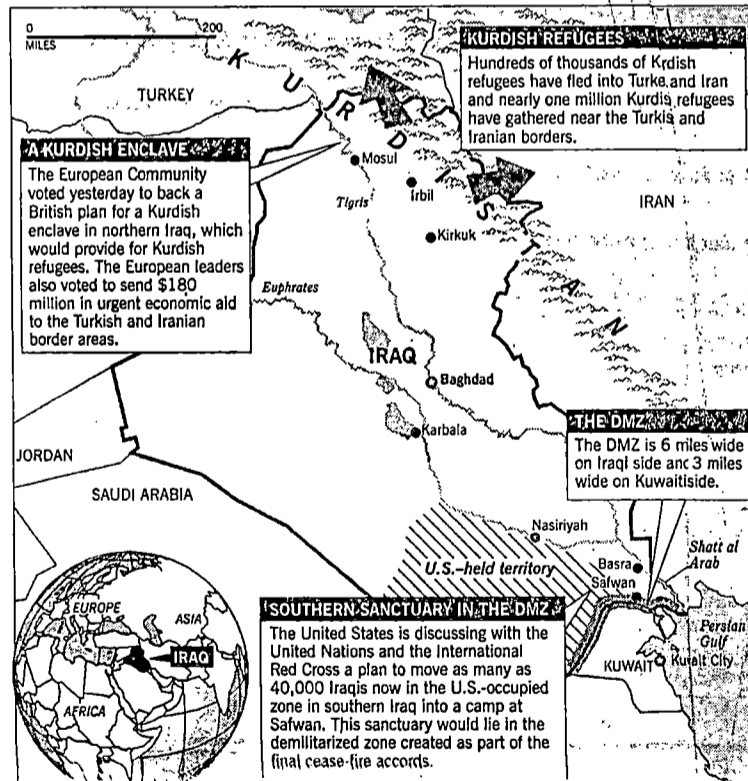 0 200
MILES
KURDISH REFUGEES
Hundreds of thousands of Krdish
refugees have fled into Turke.and Iran
and nearly one million Kurdis refugees
have gathered near the Turkis and
Iranian borders.
KURDISTAN
TURKEY
A KURDISH ENCLAVE
The European Community
voted yesterday to back a
British plan for a Kurdish
enclave in northern Iraq, which
would provide for Kurdish
refugees. The European leaders
also voted to send $180
million in urgent economic aid
to the Turkish and Iranian
border areas.
Mosul
Irbil
Tigris
IRAN
Kirkuk
Euphrates
IRAQ
Baghdad
Karbala
THE DMZ
The DMZ is 6 miles wide
on Iraqi side anc 3 miles
wide on Kuwaitiside.
JORDAN
SAUDI ARABIA
Nasiriyah
U.S.–held territory
Basra
Safwan
Shatt al
Arab
Persian
Gulf
KUWAIT
Kuwait City
SOUTHERN SANCTUARY IN THE DMZ
The United States is discussing with the
United Nations and the International
Red Cross a plan to move as many as
40,000 Iraqis now in the U.S.-occupied
zone in southern Iraq into a camp at
Safwan. This sanctuary would lie in the
demilitarized zone created as part of the
final cease-fire accords.
EUROPE
ASIA
IRAQ
AFRICA